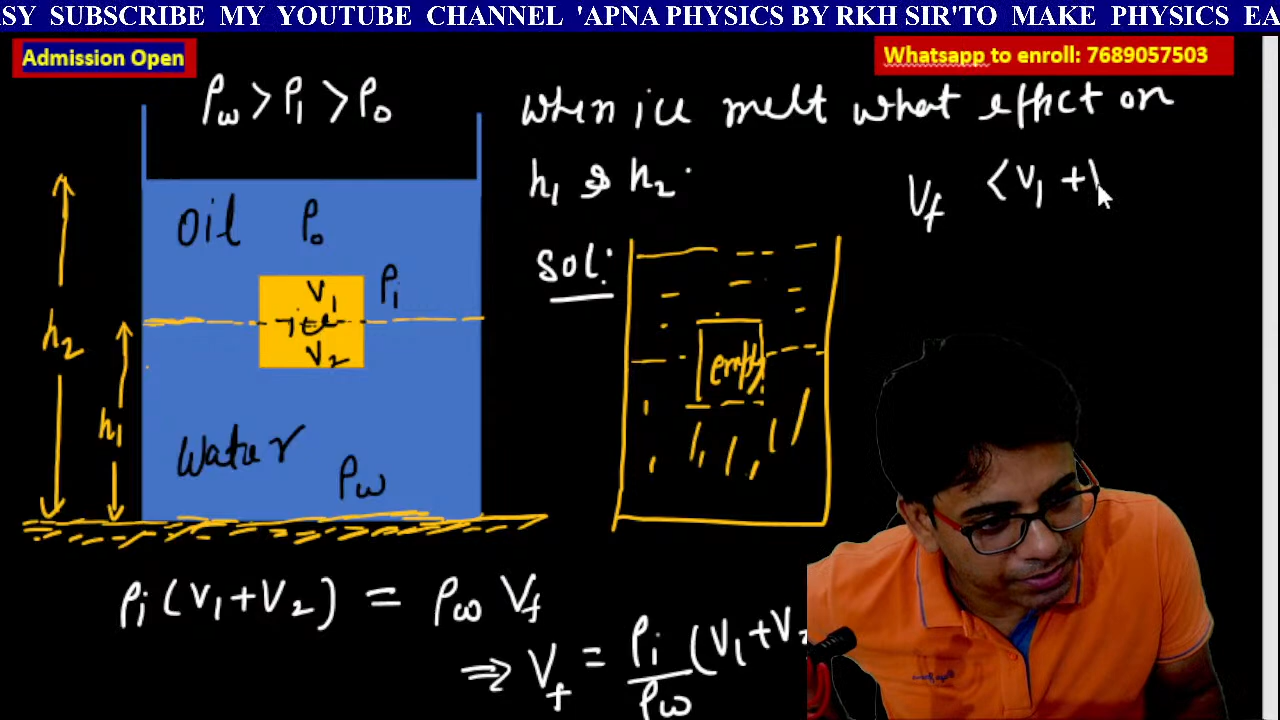 SY SUBSCRIBE MY YOUTUBE CHANNEL 'APNA PHYSICS BY RKH SIR'TO MAKE PHYSICS EA
Admission Open
Whatsapp to enroll: 7689057503
ρw > ρi > ρo
when ice melt what effect on
h1 & h2.
Vf < V1 +
Oil ρo
sol:
V1 ρi
ice
V2
empty
h2
h1
Water
ρw
ρi (V1 + V2) = ρw Vf
⇒ Vf = ρi/ρw (V1 + V2